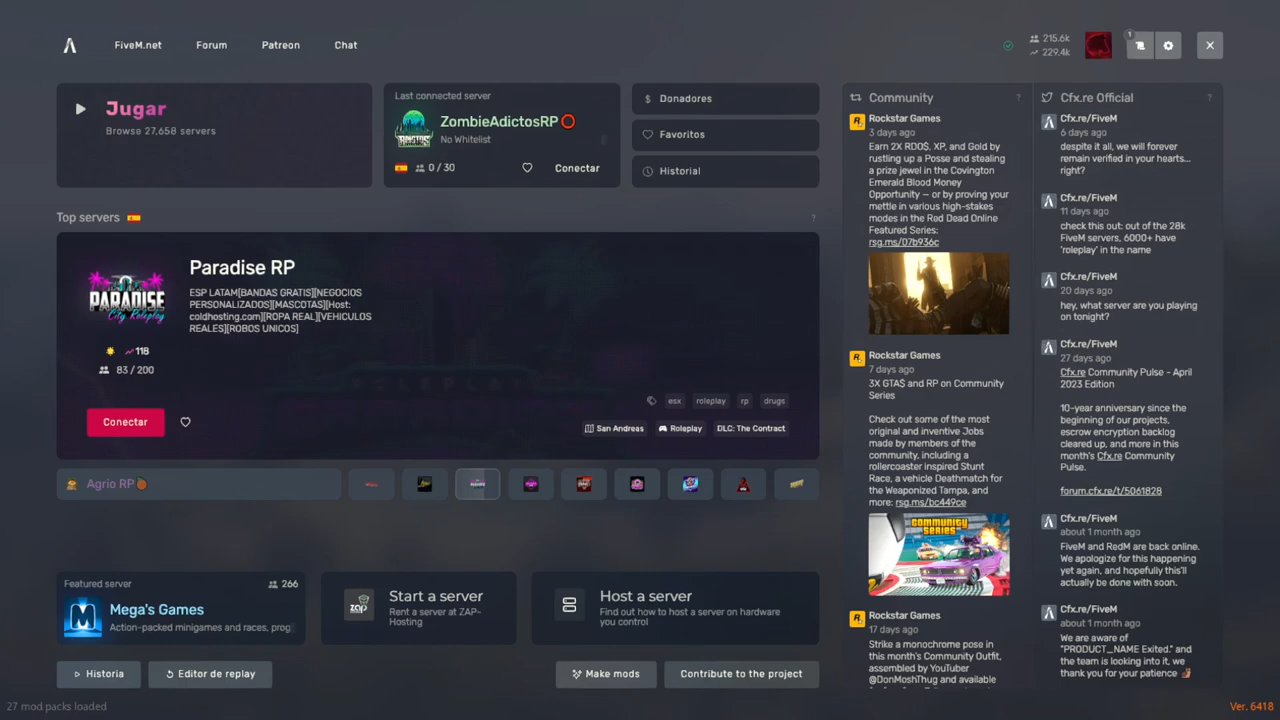 FiveM.net
Forum
Patreon
Chat
215.6k
229.4k
1
Jugar
Browse 27,658 servers
Last connected server
ZombieAdictosRP
No Whitelist
0 / 30
Conectar
$ Donadores
Favoritos
Historial
Top servers
?
Paradise RP
ESP LATAM[BANDAS GRATIS][NEGOCIOS
PERSONALIZADOS][MASCOTAS][Host:
coldhosting.com][ROPA REAL][VEHICULOS
REALES][ROBOS UNICOS]
PARADISE
City Roleplay
118
83 / 200
Conectar
esx
roleplay
rp
drugs
San Andreas
Roleplay
DLC: The Contract
Agrio RP
Featured server
266
Mega's Games
Action-packed minigames and races, prog
ZAP
Start a server
Rent a server at ZAP-
Hosting
Host a server
Find out how to host a server on hardware
you control
Historia
Editor de replay
Make mods
Contribute to the project
27 mod packs loaded
Community
?
Rockstar Games
3 days ago
Earn 2X RDO$, XP, and Gold by
rustling up a Posse and stealing
a prize jewel in the Covington
Emerald Blood Money
Opportunity — or by proving your
mettle in various high-stakes
modes in the Red Dead Online
Featured Series:
rsg.ms/07b936c
Rockstar Games
7 days ago
3X GTA$ and RP on Community
Series
Check out some of the most
original and inventive Jobs
made by members of the
community, including a
rollercoaster inspired Stunt
Race, a vehicle Deathmatch for
the Weaponized Tampa, and
more: rsg.ms/bc449ce
COMMUNITY
SERIES
Rockstar Games
17 days ago
Strike a monochrome pose in
this month's Community Outfit,
assembled by YouTuber
@DonMoshThug and available
Cfx.re Official
?
Cfx.re/FiveM
6 days ago
despite it all, we will forever
remain verified in your hearts...
right?
Cfx.re/FiveM
11 days ago
check this out: out of the 28k
FiveM servers, 6000+ have
'roleplay' in the name
Cfx.re/FiveM
20 days ago
hey, what server are you playing
on tonight?
Cfx.re/FiveM
27 days ago
Cfx.re Community Pulse - April
2023 Edition
10-year anniversary since the
beginning of our projects,
escrow encryption backlog
cleared up, and more in this
month's Cfx.re Community
Pulse.
forum.cfx.re/t/5061828
Cfx.re/FiveM
about 1 month ago
FiveM and RedM are back online.
We apologize for this happening
yet again, and hopefully this'll
actually be done with soon.
Cfx.re/FiveM
about 1 month ago
We are aware of
"PRODUCT_NAME Exited." and
the team is looking into it, we
thank you for your patience
Ver. 6418